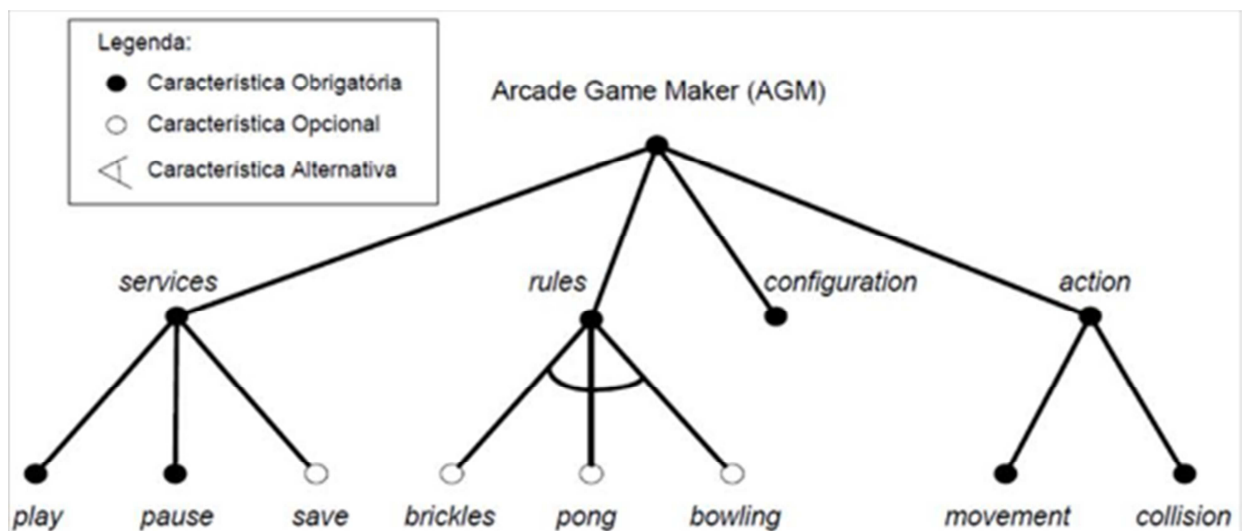 Legenda:
Característica Obrigatória
Característica Opcional
Característica Alternativa
Arcade Game Maker (AGM)
services rules configuration action
play pause save brickles pong bowling movement collision